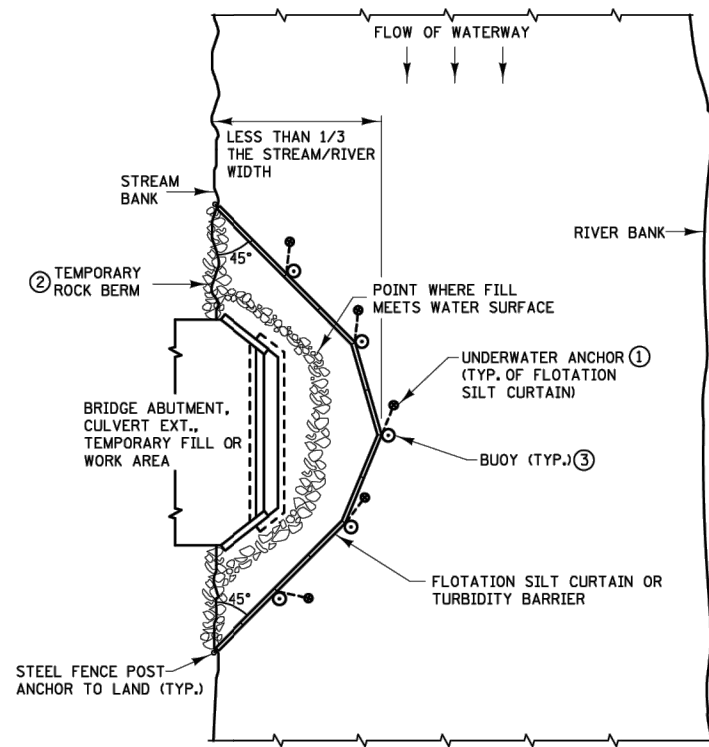 FLOW OF WATERWAY
LESS THAN 1/3
THE STREAM/RIVER
WIDTH
STREAM
BANK
RIVER BANK
45°
② TEMPORARY
ROCK BERM
POINT WHERE FILL
MEETS WATER SURFACE
UNDERWATER ANCHOR ①
(TYP. OF FLOTATION
SILT CURTAIN)
BRIDGE ABUTMENT,
CULVERT EXT.,
TEMPORARY FILL OR
WORK AREA
BUOY (TYP.) ③
FLOTATION SILT CURTAIN OR
TURBIDITY BARRIER
45°
STEEL FENCE POST
ANCHOR TO LAND (TYP.)